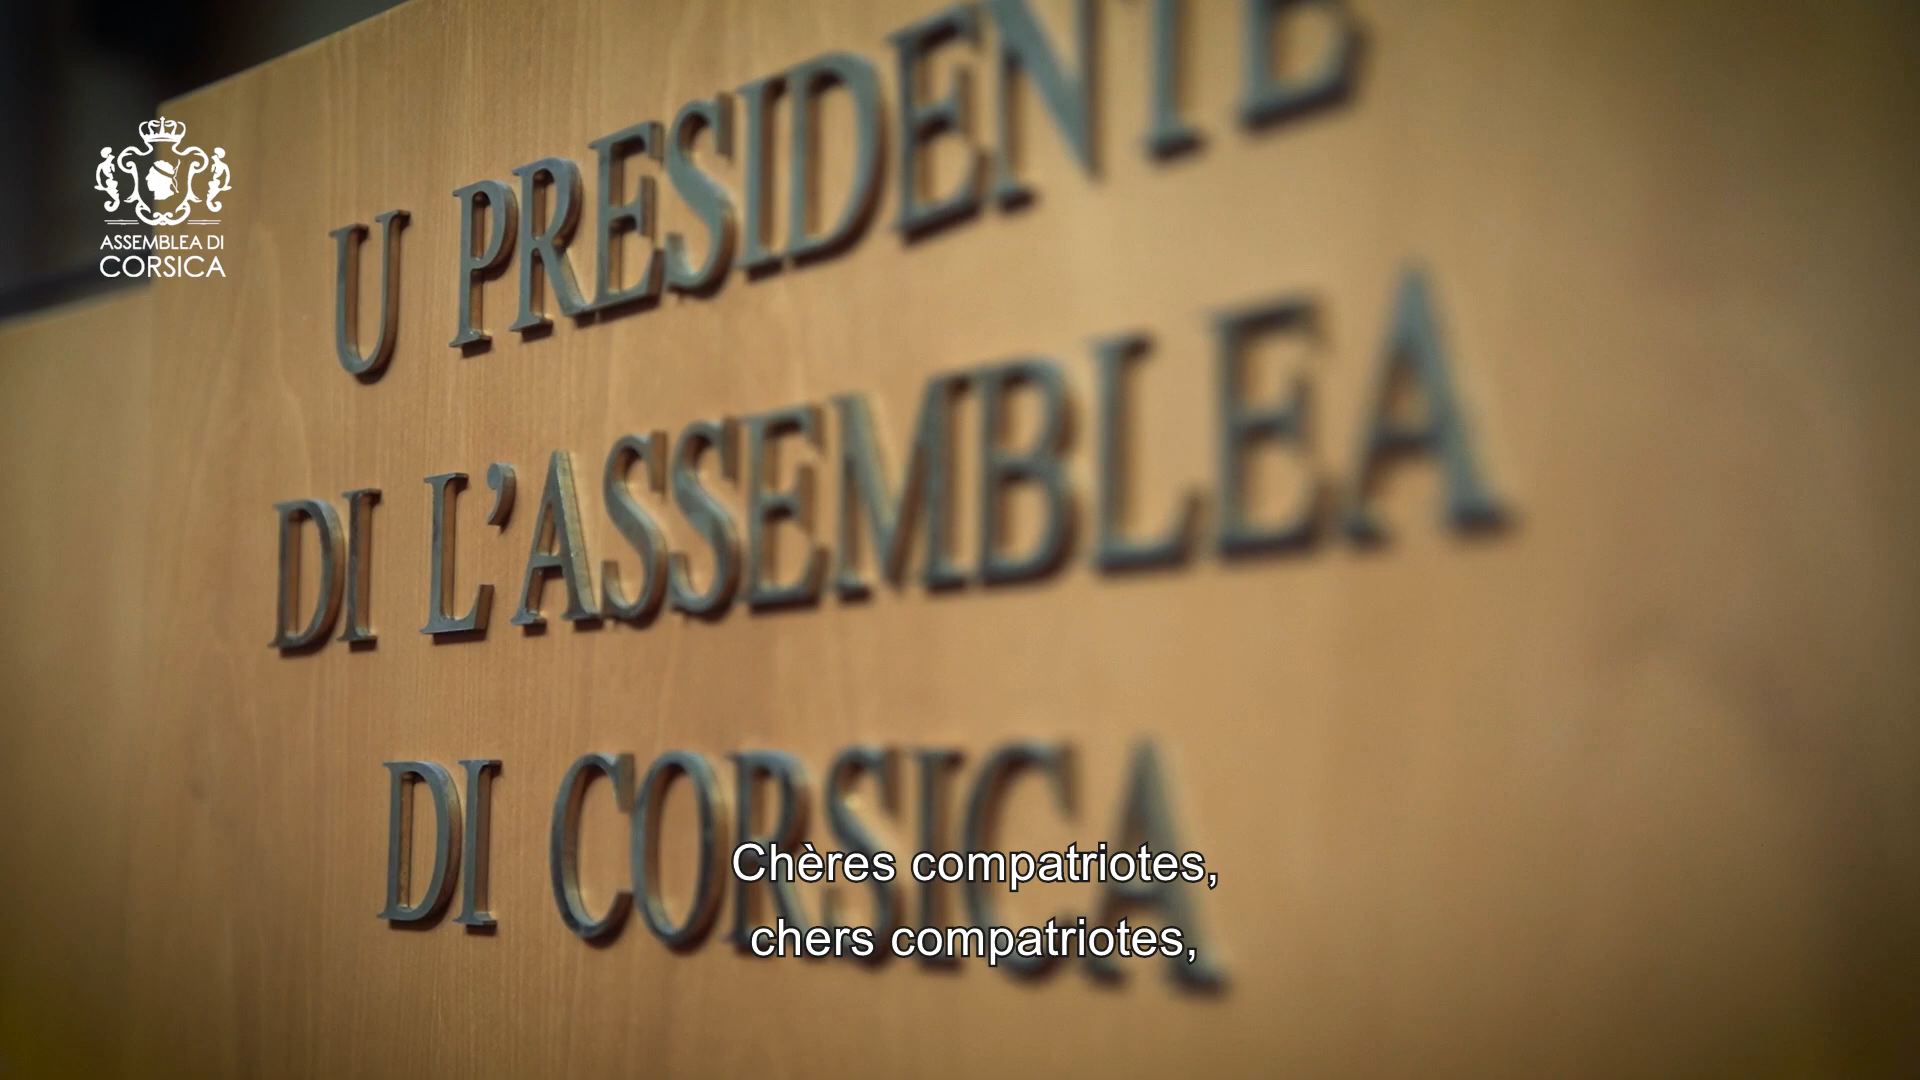 ASSEMBLEA DI
CORSICA
U PRESIDENTE
DI L'ASSEMBLEA
DI CORSICA
Chères compatriotes,
chers compatriotes,